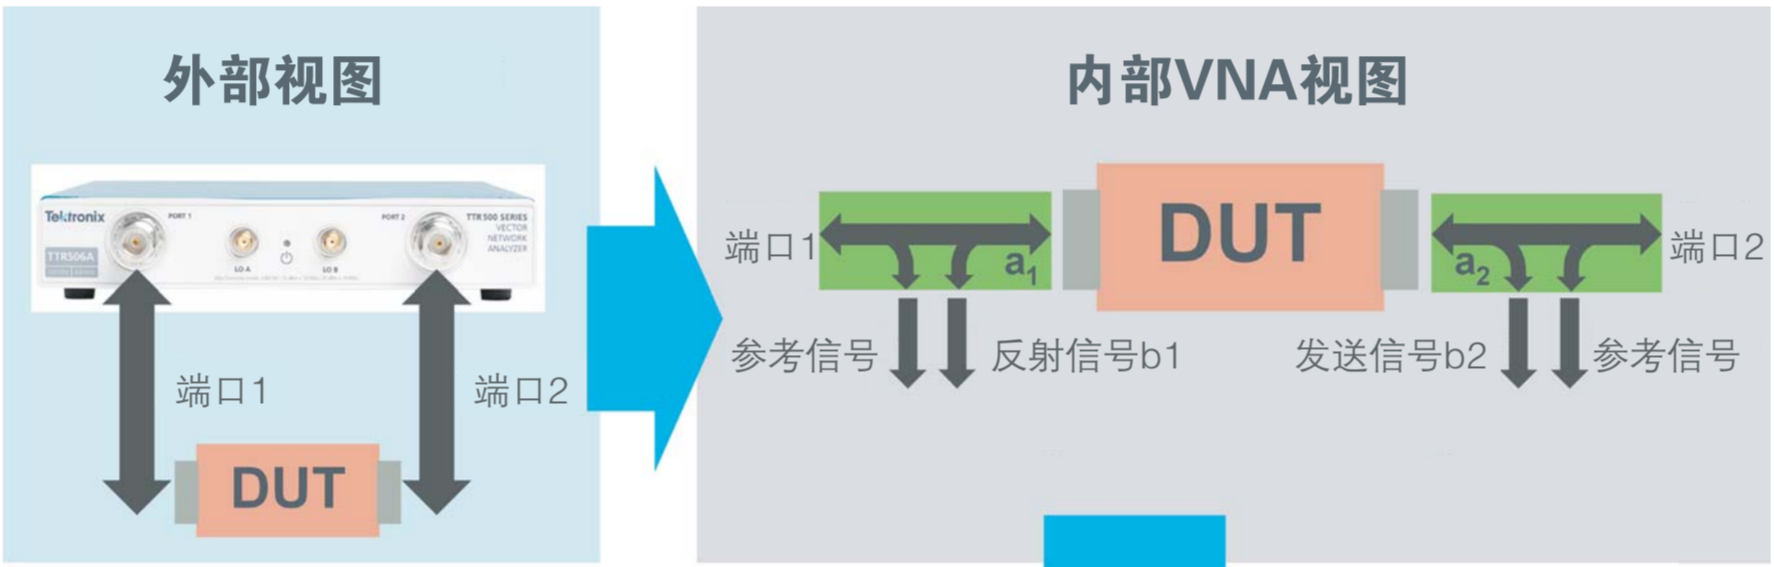 外部视图
Tektronix
PORT 1
PORT 2
TTR500 SERIES
VECTOR
NETWORK
ANALYZER
TTR506A
LO A
LO B
端口1
端口2
DUT
内部VNA视图
端口1
a1
DUT
a2
端口2
参考信号
反射信号b1
发送信号b2
参考信号